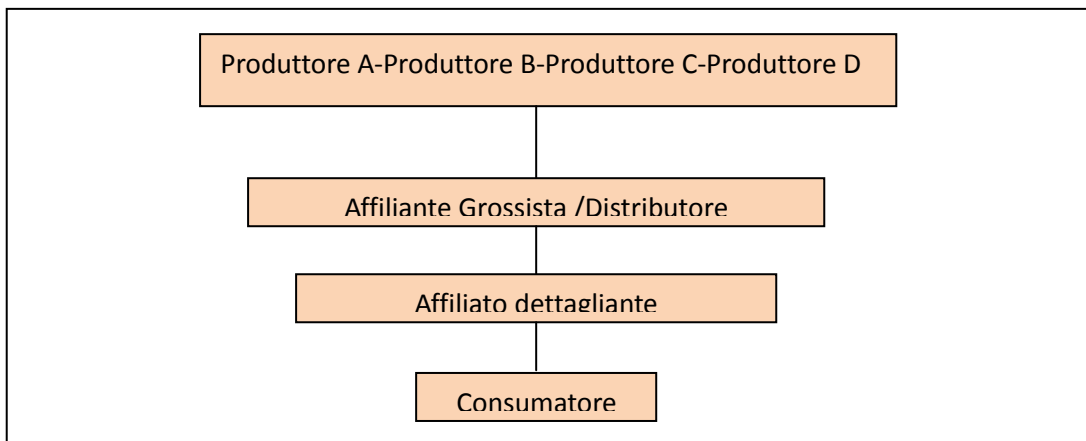 Produttore A-Produttore B-Produttore C-Produttore D
Affiliante Grossista /Distributore
Affiliato dettagliante
Consumatore